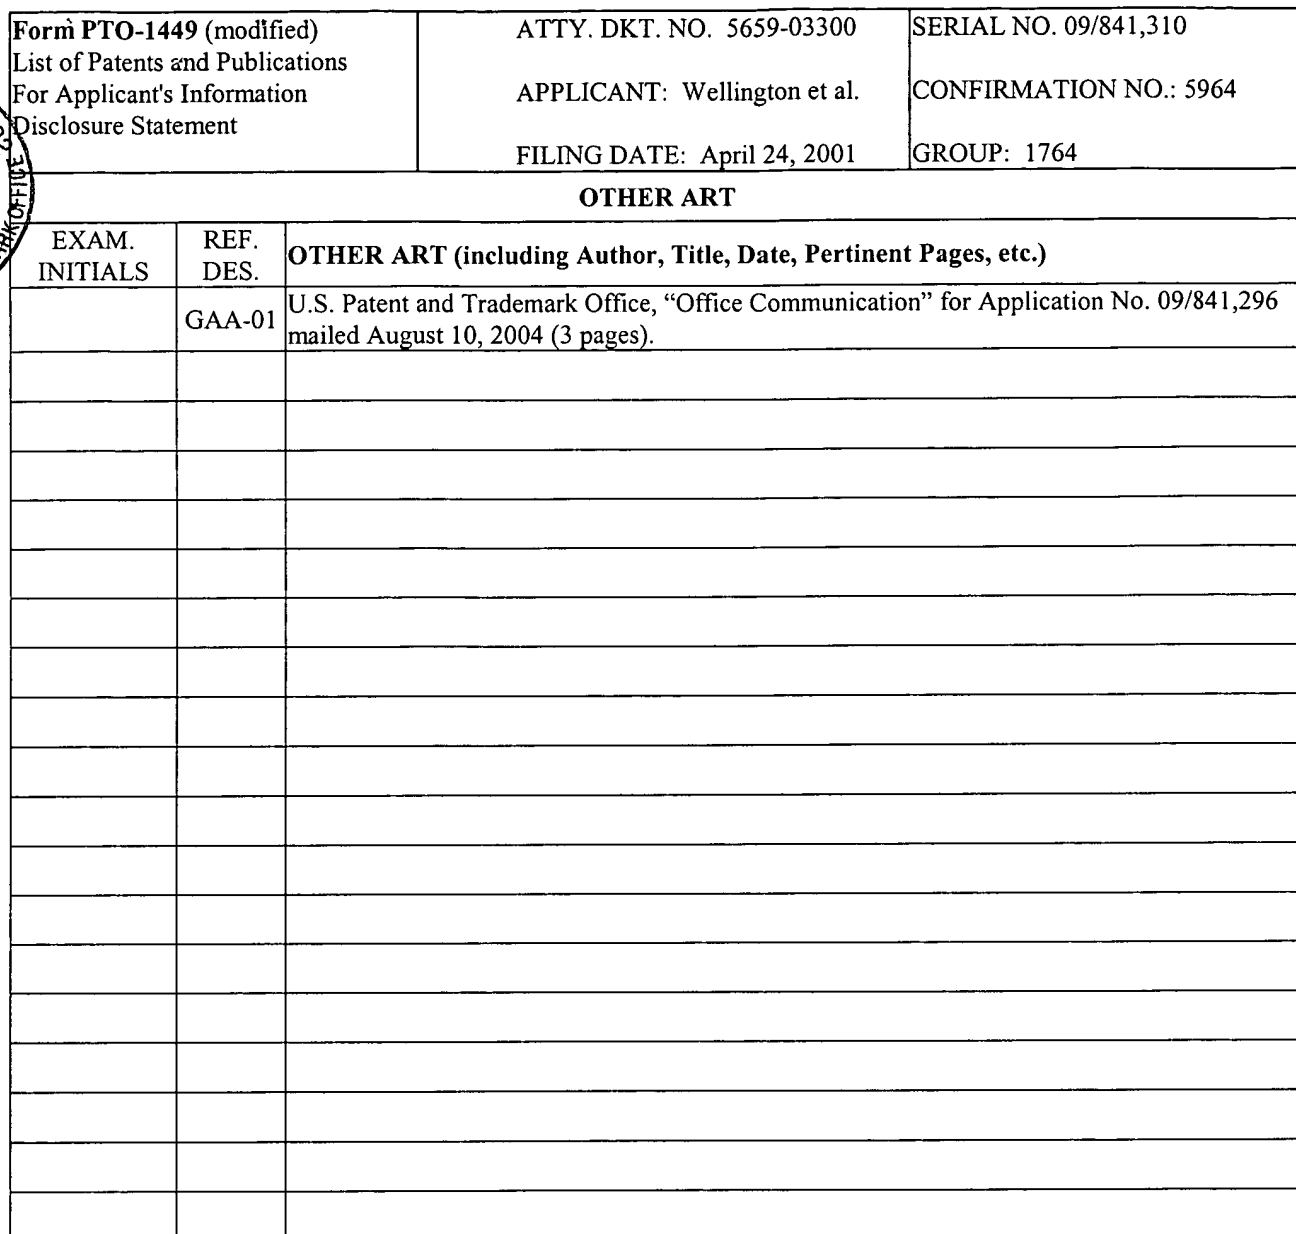 Form PTO-1449 (modified)
List of Patents and Publications
For Applicant's Information
Disclosure Statement
ATTY. DKT. NO. 5659-03300
APPLICANT: Wellington et al.
FILING DATE: April 24, 2001
SERIAL NO. 09/841,310
CONFIRMATION NO.: 5964
GROUP: 1764
OFFICE
OTHER ART
EXAM.
INITIALS
REF.
DES.
OTHER ART (including Author, Title, Date, Pertinent Pages, etc.)
GAA-01
U.S. Patent and Trademark Office, “Office Communication” for Application No. 09/841,296
mailed August 10, 2004 (3 pages).